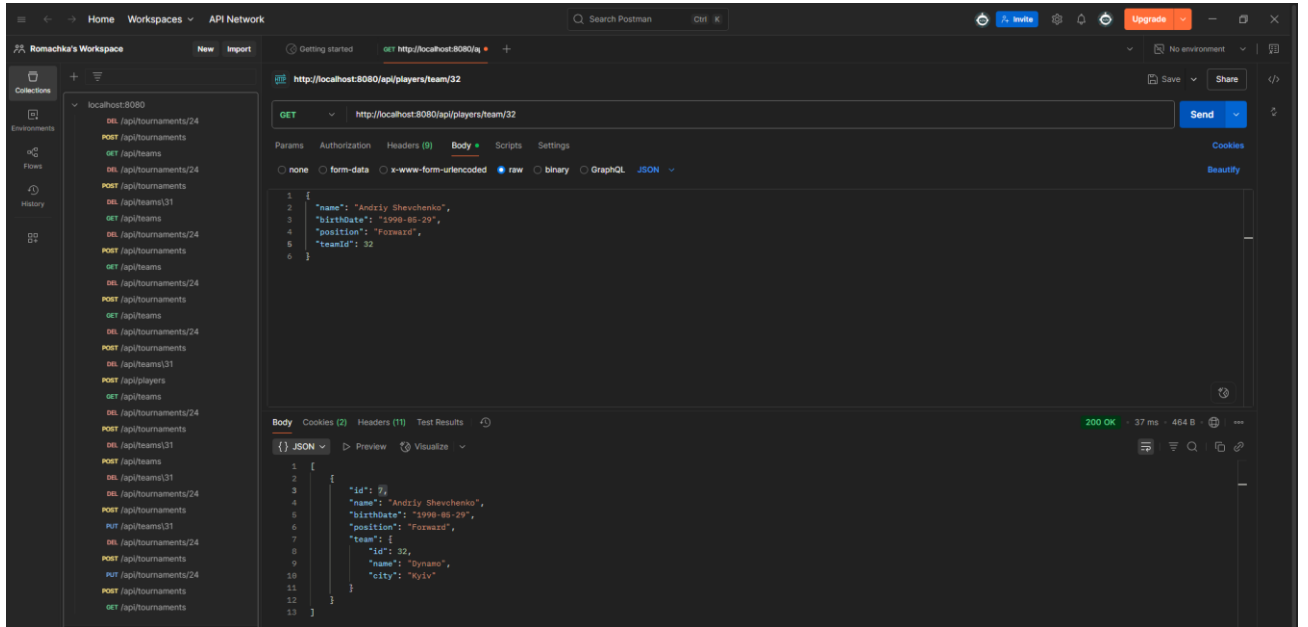 Home Workspaces API Network Search Postman Ctrl K Invite Upgrade
Romachka's Workspace New Import Getting started GET http://localhost:8080/a No environment
Collections
Environments
Flows
History
localhost:8080
DEL /api/tournaments/24
POST /api/tournaments
GET /api/teams
DEL /api/tournaments/24
POST /api/tournaments
DEL /api/teams\31
GET /api/teams
DEL /api/tournaments/24
POST /api/tournaments
GET /api/teams
DEL /api/tournaments/24
POST /api/tournaments
GET /api/teams
DEL /api/tournaments/24
POST /api/tournaments
DEL /api/teams\31
POST /api/players
GET /api/teams
DEL /api/tournaments/24
POST /api/tournaments
DEL /api/teams\31
POST /api/teams
DEL /api/teams\31
DEL /api/tournaments/24
POST /api/tournaments
PUT /api/teams\31
DEL /api/tournaments/24
POST /api/tournaments
PUT /api/tournaments/24
POST /api/tournaments
GET /api/tournaments
HTTP http://localhost:8080/api/players/team/32 Save Share
GET http://localhost:8080/api/players/team/32 Send
Params Authorization Headers (9) Body Scripts Settings Cookies
none form-data x-www-form-urlencoded raw binary GraphQL JSON Beautify
1 {
2 "name": "Andriy Shevchenko",
3 "birthDate": "1990-05-29",
4 "position": "Forward",
5 "teamId": 32
6 }
Body Cookies (2) Headers (11) Test Results 200 OK 37 ms 464 B
{} JSON Preview Visualize
1 [
2 {
3 "id": 7,
4 "name": "Andriy Shevchenko",
5 "birthDate": "1990-05-29",
6 "position": "Forward",
7 "team": {
8 "id": 32,
9 "name": "Dynamo",
10 "city": "Kyiv"
11 }
12 }
13 ]